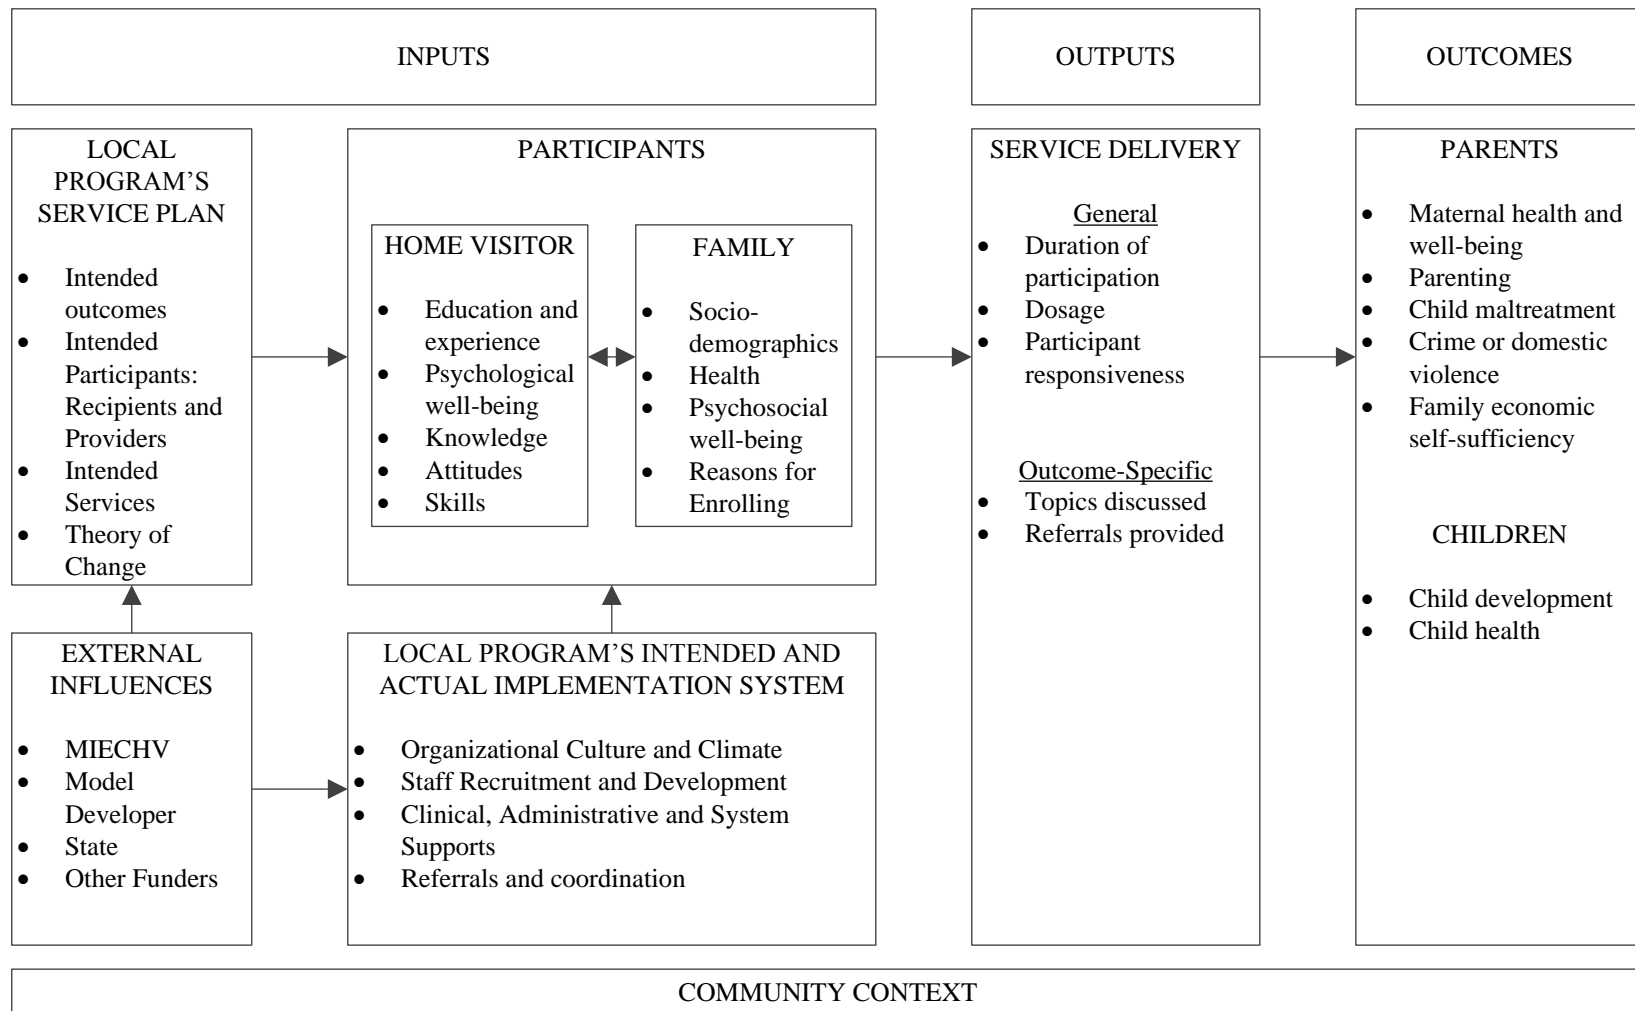 INPUTS
OUTPUTS
OUTCOMES
LOCAL
PROGRAM’S
SERVICE PLAN
• Intended
outcomes
• Intended
Participants:
Recipients and
Providers
• Intended
Services
• Theory of
Change
PARTICIPANTS
HOME VISITOR
• Education and
experience
• Psychological
well-being
• Knowledge
• Attitudes
• Skills
FAMILY
• Socio-
demographics
• Health
• Psychosocial
well-being
• Reasons for
Enrolling
SERVICE DELIVERY
General
• Duration of
participation
• Dosage
• Participant
responsiveness
Outcome-Specific
• Topics discussed
• Referrals provided
PARENTS
• Maternal health and
well-being
• Parenting
• Child maltreatment
• Crime or domestic
violence
• Family economic
self-sufficiency
CHILDREN
• Child development
• Child health
EXTERNAL
INFLUENCES
• MIECHV
• Model
Developer
• State
• Other Funders
LOCAL PROGRAM’S INTENDED AND
ACTUAL IMPLEMENTATION SYSTEM
• Organizational Culture and Climate
• Staff Recruitment and Development
• Clinical, Administrative and System
Supports
• Referrals and coordination
COMMUNITY CONTEXT